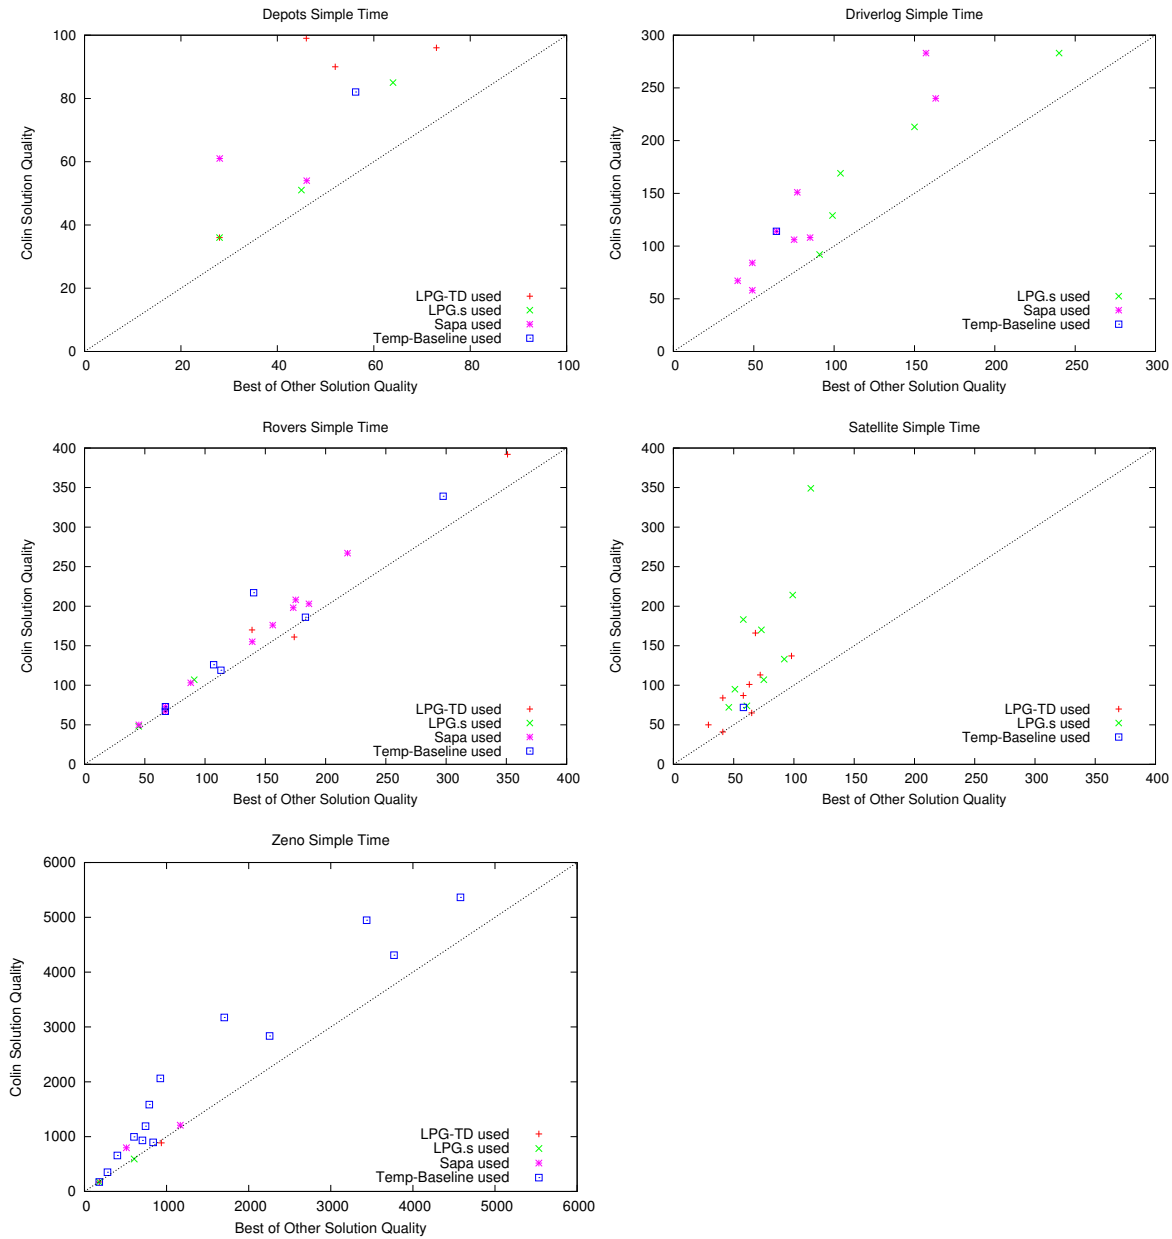 Depots Simple Time
100
80
60
40
20
0
0 20 40 60 80 100
Colin Solution Quality
Best of Other Solution Quality
LPG-TD used
LPG.s used
Sapa used
Temp-Baseline used
Driverlog Simple Time
300
250
200
150
100
50
0
0 50 100 150 200 250 300
Colin Solution Quality
Best of Other Solution Quality
LPG.s used
Sapa used
Temp-Baseline used
Rovers Simple Time
400
350
300
250
200
150
100
50
0
0 50 100 150 200 250 300 350 400
Colin Solution Quality
Best of Other Solution Quality
LPG-TD used
LPG.s used
Sapa used
Temp-Baseline used
Satellite Simple Time
400
350
300
250
200
150
100
50
0
0 50 100 150 200 250 300 350 400
Colin Solution Quality
Best of Other Solution Quality
LPG-TD used
LPG.s used
Temp-Baseline used
Zeno Simple Time
6000
5000
4000
3000
2000
1000
0
0 1000 2000 3000 4000 5000 6000
Colin Solution Quality
Best of Other Solution Quality
LPG-TD used
LPG.s used
Sapa used
Temp-Baseline used